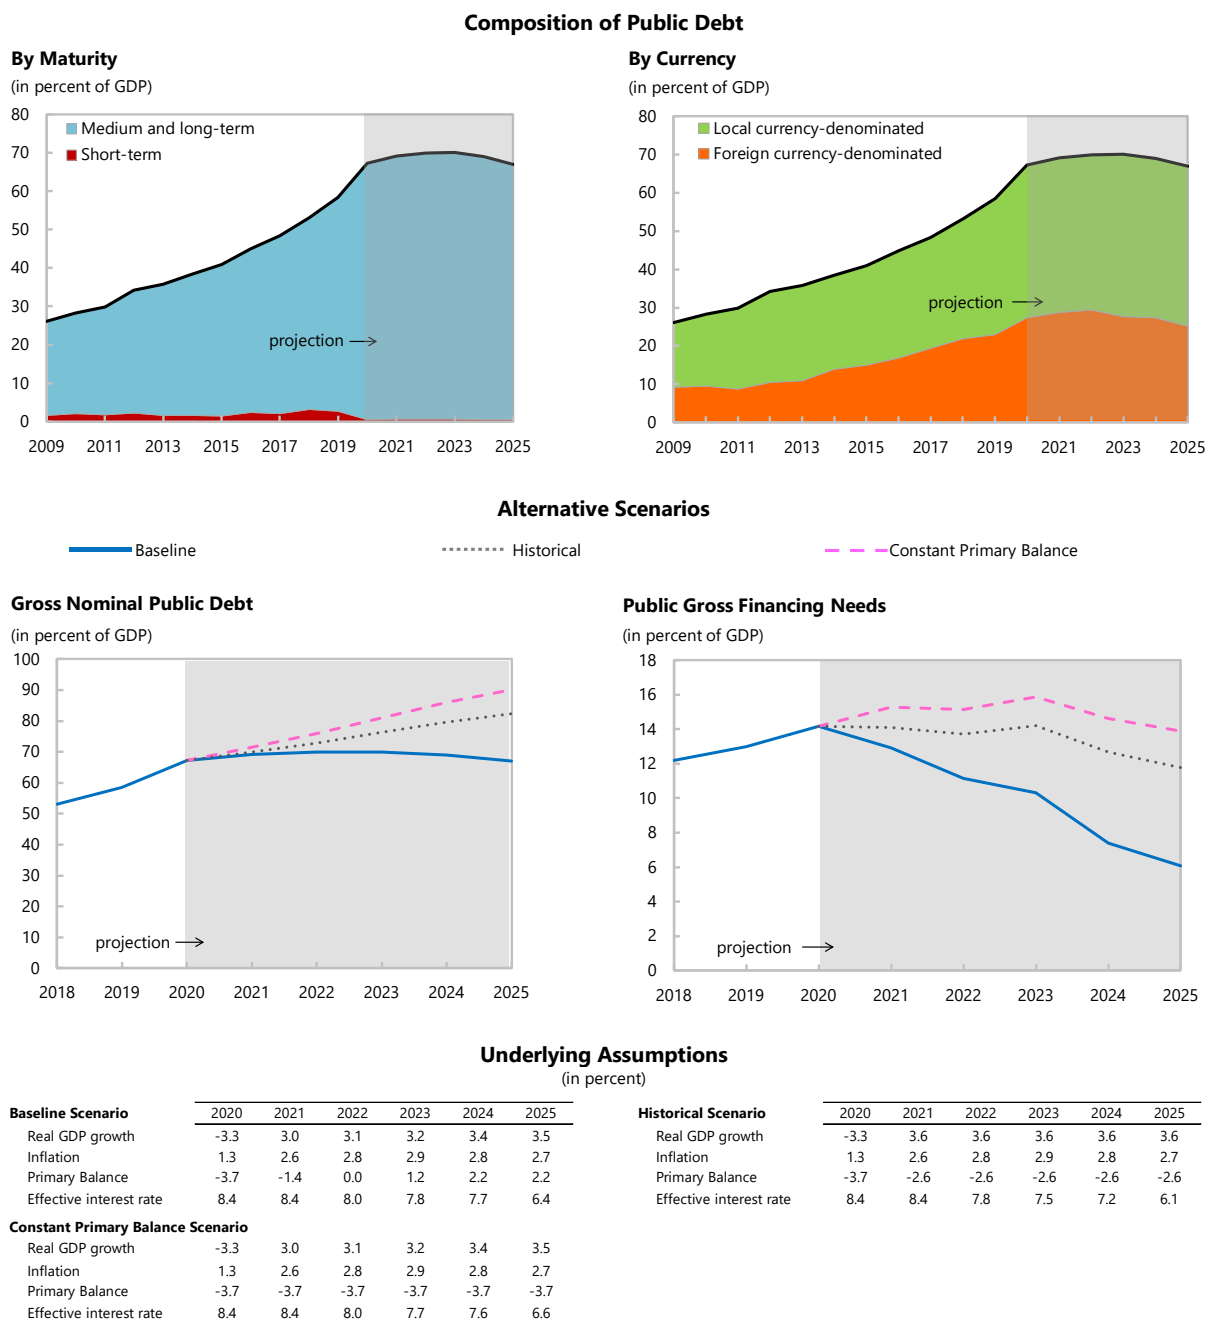 Composition of Public Debt
By Maturity
(in percent of GDP)
80
70
60
50
40
30
20
10
0
Medium and long-term
Short-term
projection
2009 2011 2013 2015 2017 2019 2021 2023 2025
By Currency
(in percent of GDP)
80
70
60
50
40
30
20
10
0
Local currency-denominated
Foreign currency-denominated
projection
2009 2011 2013 2015 2017 2019 2021 2023 2025
Alternative Scenarios
Baseline Historical Constant Primary Balance
Gross Nominal Public Debt
(in percent of GDP)
100
90
80
70
60
50
40
30
20
10
0
projection
2018 2019 2020 2021 2022 2023 2024 2025
Public Gross Financing Needs
(in percent of GDP)
18
16
14
12
10
8
6
4
2
0
projection
2018 2019 2020 2021 2022 2023 2024 2025
Underlying Assumptions
(in percent)
Baseline Scenario 2020 2021 2022 2023 2024 2025
Real GDP growth -3.3 3.0 3.1 3.2 3.4 3.5
Inflation 1.3 2.6 2.8 2.9 2.8 2.7
Primary Balance -3.7 -1.4 0.0 1.2 2.2 2.2
Effective interest rate 8.4 8.4 8.0 7.8 7.7 6.4
Constant Primary Balance Scenario
Real GDP growth -3.3 3.0 3.1 3.2 3.4 3.5
Inflation 1.3 2.6 2.8 2.9 2.8 2.7
Primary Balance -3.7 -3.7 -3.7 -3.7 -3.7 -3.7
Effective interest rate 8.4 8.4 8.0 7.7 7.6 6.6
Historical Scenario 2020 2021 2022 2023 2024 2025
Real GDP growth -3.3 3.6 3.6 3.6 3.6 3.6
Inflation 1.3 2.6 2.8 2.9 2.8 2.7
Primary Balance -3.7 -2.6 -2.6 -2.6 -2.6 -2.6
Effective interest rate 8.4 8.4 7.8 7.5 7.2 6.1